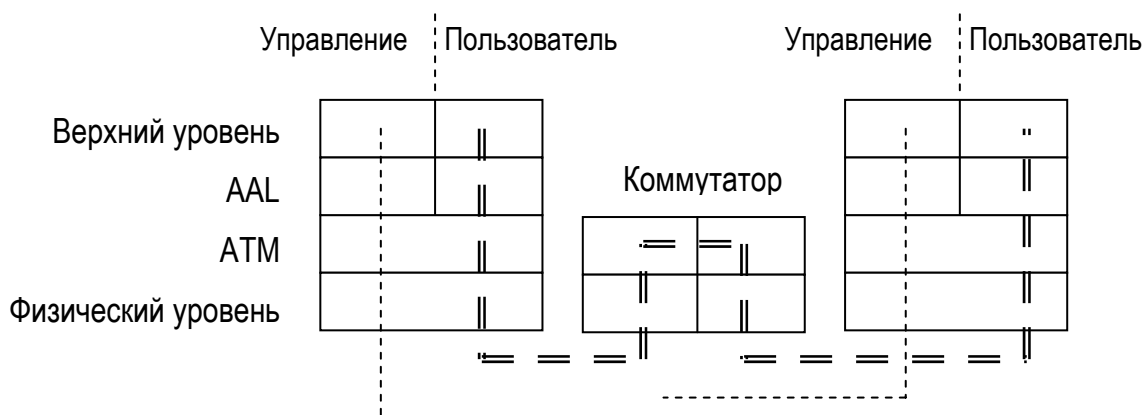 Управление Пользователь Управление Пользователь
Верхний уровень
AAL
Коммутатор
ATM
Физический уровень